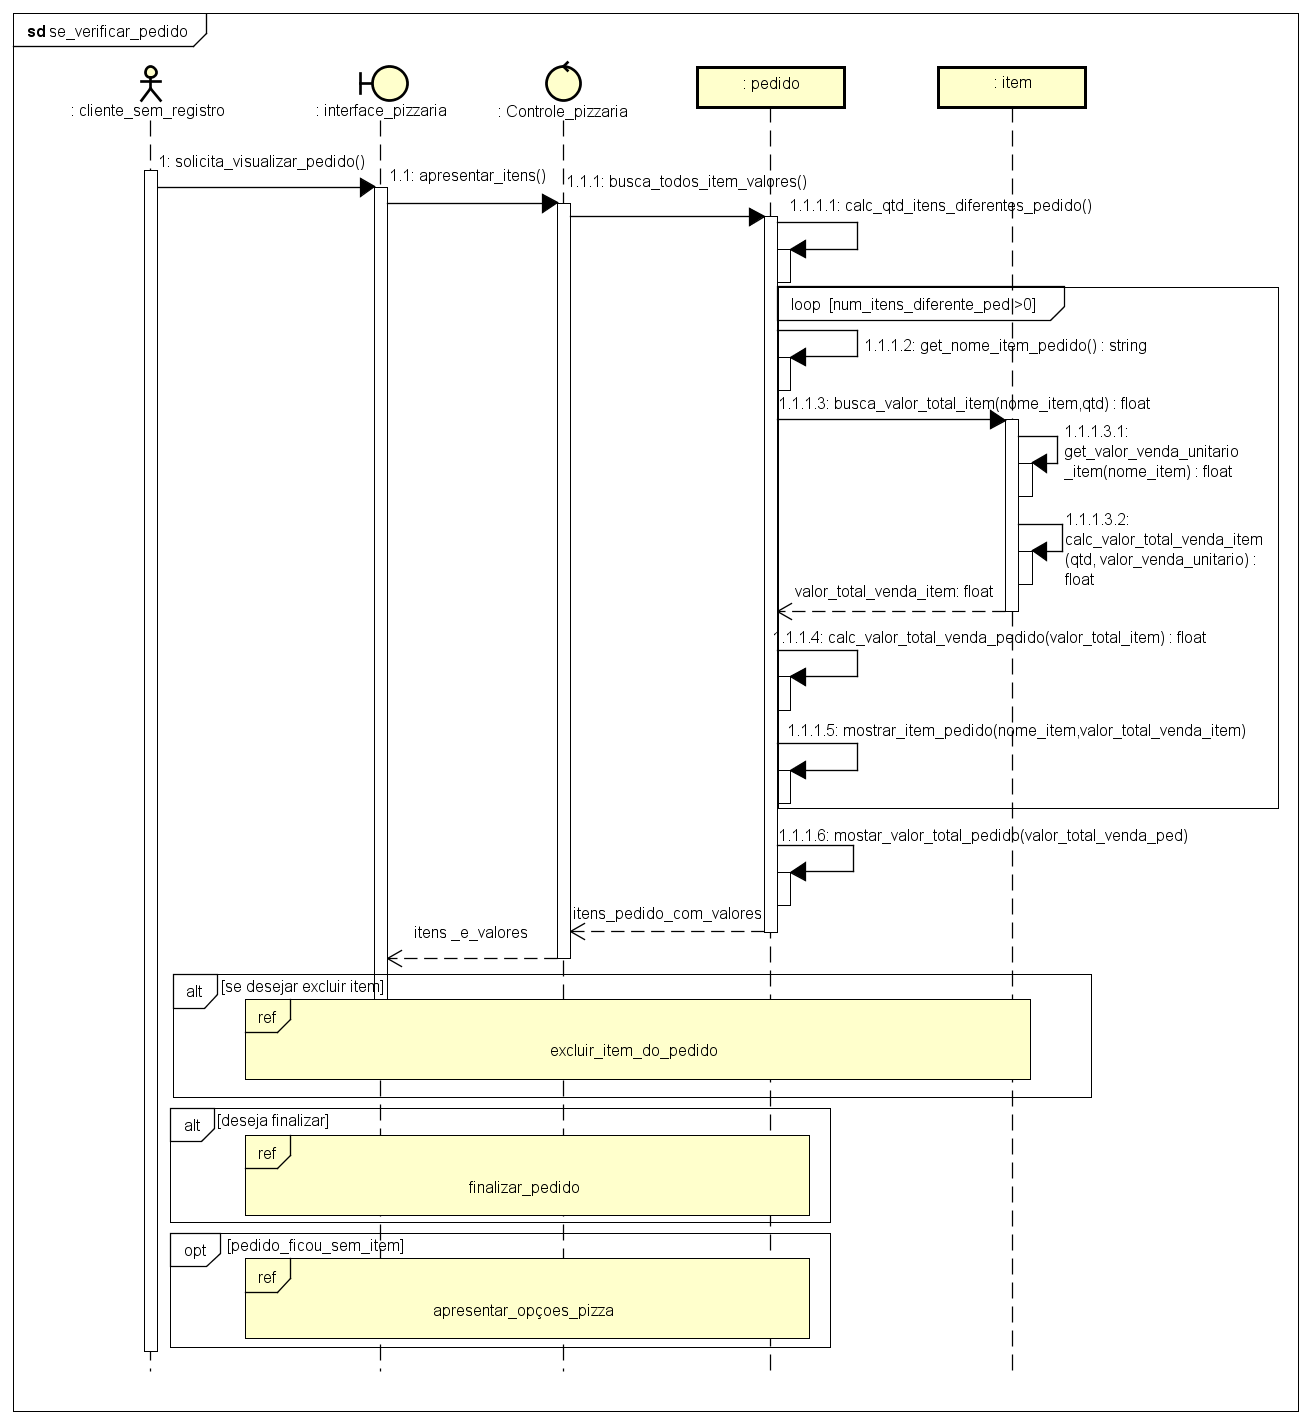 sd se_verificar_pedido
: cliente_sem_registro
: interface_pizzaria
: Controle_pizzaria
: pedido
: item
1: solicita_visualizar_pedido()
1.1: apresentar_itens()
1.1.1: busca_todos_item_valores()
1.1.1.1: calc_qtd_itens_diferentes_pedido()
loop [num_itens_diferente_ped >0]
1.1.1.2: get_nome_item_pedido() : string
1.1.1.3: busca_valor_total_item(nome_item,qtd) : float
1.1.1.3.1:
get_valor_venda_unitario
_item(nome_item) : float
1.1.1.3.2:
calc_valor_total_venda_item
(qtd, valor_venda_unitario) :
float
valor_total_venda_item: float
1.1.1.4: calc_valor_total_venda_pedido(valor_total_item) : float
1.1.1.5: mostrar_item_pedido(nome_item,valor_total_venda_item)
1.1.1.6: mostar_valor_total_pedido(valor_total_venda_ped)
itens_pedido_com_valores
itens _e_valores
alt [se desejar excluir item]
ref
excluir_item_do_pedido
alt [deseja finalizar]
ref
finalizar_pedido
opt [pedido_ficou_sem_item]
ref
apresentar_opçoes_pizza